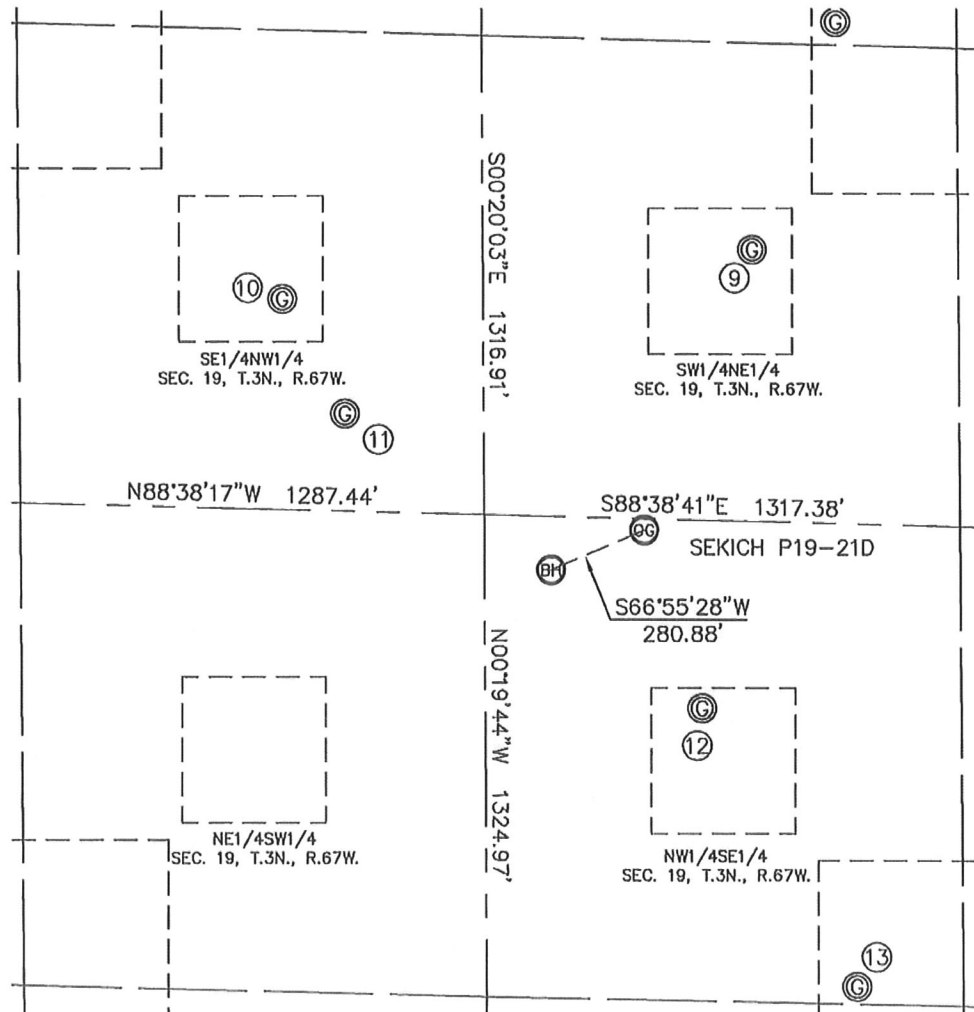 G
S00°20'03"E 1316.91'
G
9
10
G
SE1/4NW1/4
SEC. 19, T.3N., R.67W.
SW1/4NE1/4
SEC. 19, T.3N., R.67W.
G
11
N88°38'17"W 1287.44'
S88°38'41"E 1317.38'
OG
SEKICH P19-21D
BH
S66°55'28"W
280.88'
N00°19'44"W 1324.97'
G
12
NE1/4SW1/4
SEC. 19, T.3N., R.67W.
NW1/4SE1/4
SEC. 19, T.3N., R.67W.
13
G